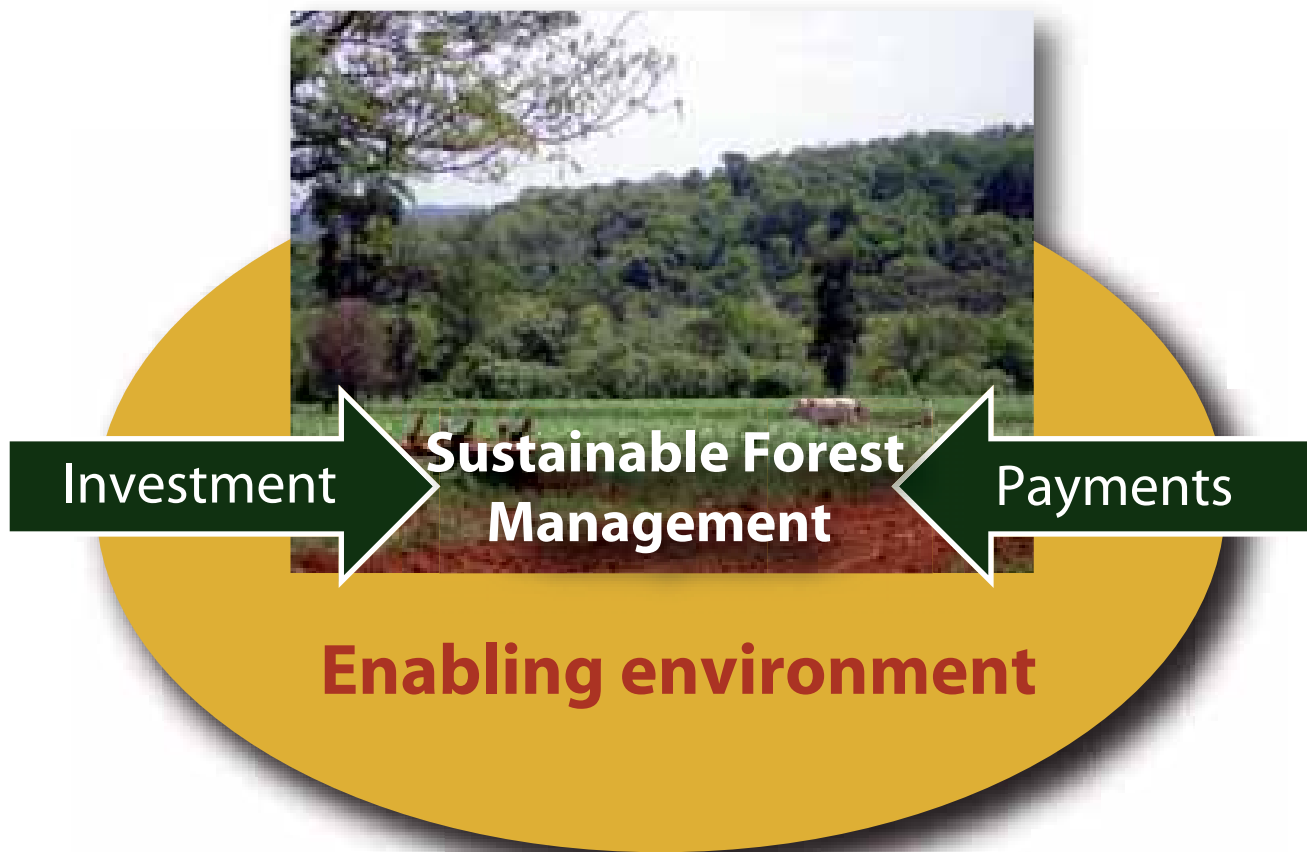 Investment
Sustainable Forest
Management
Payments
Enabling environment